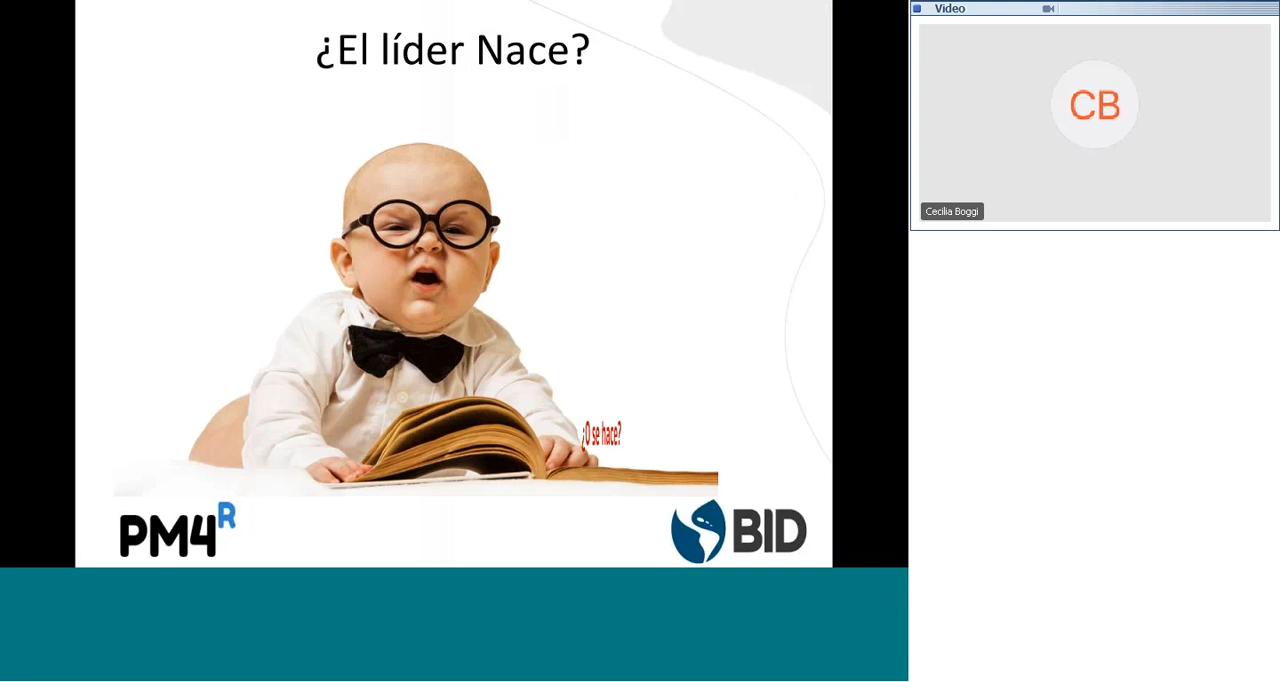 ¿El líder Nace?
¿O se hace?
PM4R
BID
Video
CB
Cecilia Boggi